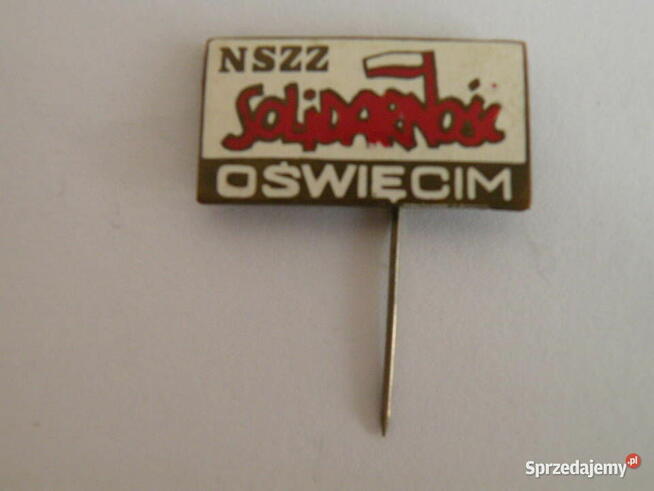 NSZZ
SOLiDARNOŚĆ
OŚWIĘCIM
Sprzedajemy.pl